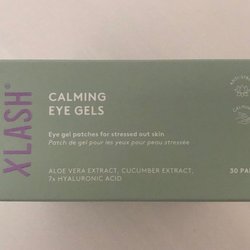 XLASH®
CALMING
EYE GELS
Eye gel patches for stressed out skin
Patch de gel pour les yeux pour peau stressée
ALOE VERA EXTRACT, CUCUMBER EXTRACT,
7x HYALURONIC ACID
30 PA